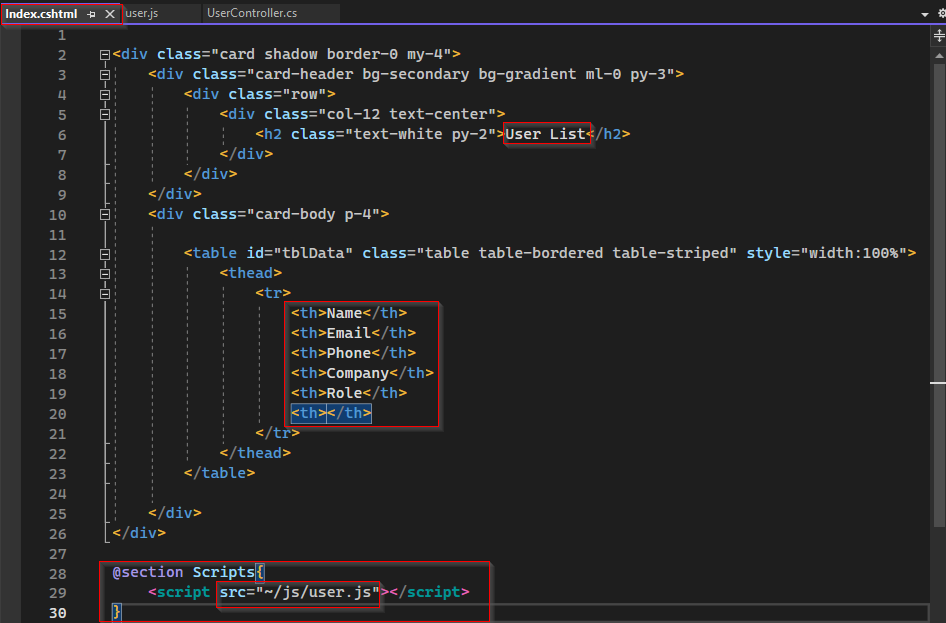 Index.cshtml user.js UserController.cs
1
2 <div class="card shadow border-0 my-4">
3 <div class="card-header bg-secondary bg-gradient ml-0 py-3">
4 <div class="row">
5 <div class="col-12 text-center">
6 <h2 class="text-white py-2">User List</h2>
7 </div>
8 </div>
9 </div>
10 <div class="card-body p-4">
11
12 <table id="tblData" class="table table-bordered table-striped" style="width:100%">
13 <thead>
14 <tr>
15 <th>Name</th>
16 <th>Email</th>
17 <th>Phone</th>
18 <th>Company</th>
19 <th>Role</th>
20 <th></th>
21 </tr>
22 </thead>
23 </table>
24
25 </div>
26 </div>
27
28 @section Scripts{
29 <script src="~/js/user.js"></script>
30 }